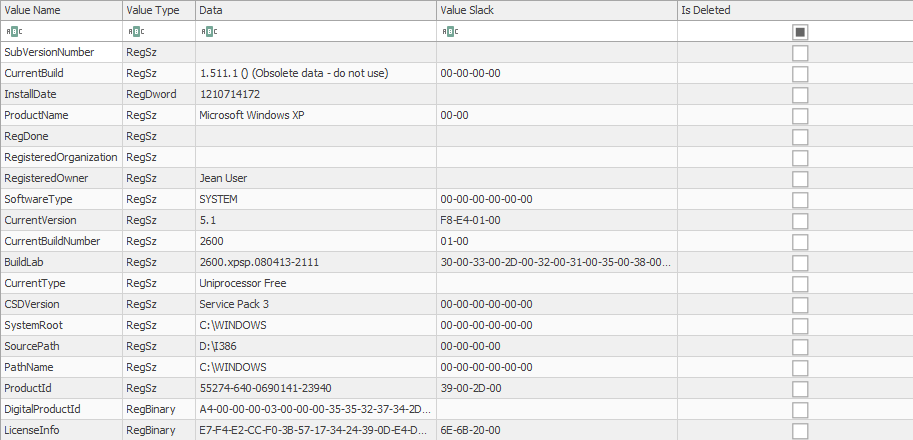 Value Name Value Type Data Value Slack Is Deleted
ABC ABC ABC ABC
SubVersionNumber RegSz
CurrentBuild RegSz 1.511.1 () (Obsolete data - do not use) 00-00-00-00
InstallDate RegDword 1210714172
ProductName RegSz Microsoft Windows XP 00-00
RegDone RegSz
RegisteredOrganization RegSz
RegisteredOwner RegSz Jean User
SoftwareType RegSz SYSTEM 00-00-00-00-00-00
CurrentVersion RegSz 5.1 F8-E4-01-00
CurrentBuildNumber RegSz 2600 01-00
BuildLab RegSz 2600.xpsp.080413-2111 30-00-33-00-2D-00-32-00-31-00-35-00-38-00...
CurrentType RegSz Uniprocessor Free
CSDVersion RegSz Service Pack 3 00-00-00-00-00-00
SystemRoot RegSz C:\WINDOWS 00-00-00-00-00-00
SourcePath RegSz D:\I386 00-00-00-00
PathName RegSz C:\WINDOWS 00-00-00-00-00-00
ProductId RegSz 55274-640-0690141-23940 39-00-2D-00
DigitalProductId RegBinary A4-00-00-00-03-00-00-00-35-35-32-37-34-2D...
LicenseInfo RegBinary E7-F4-E2-CC-F0-3B-57-17-34-24-39-0D-E4-D... 6E-6B-20-00